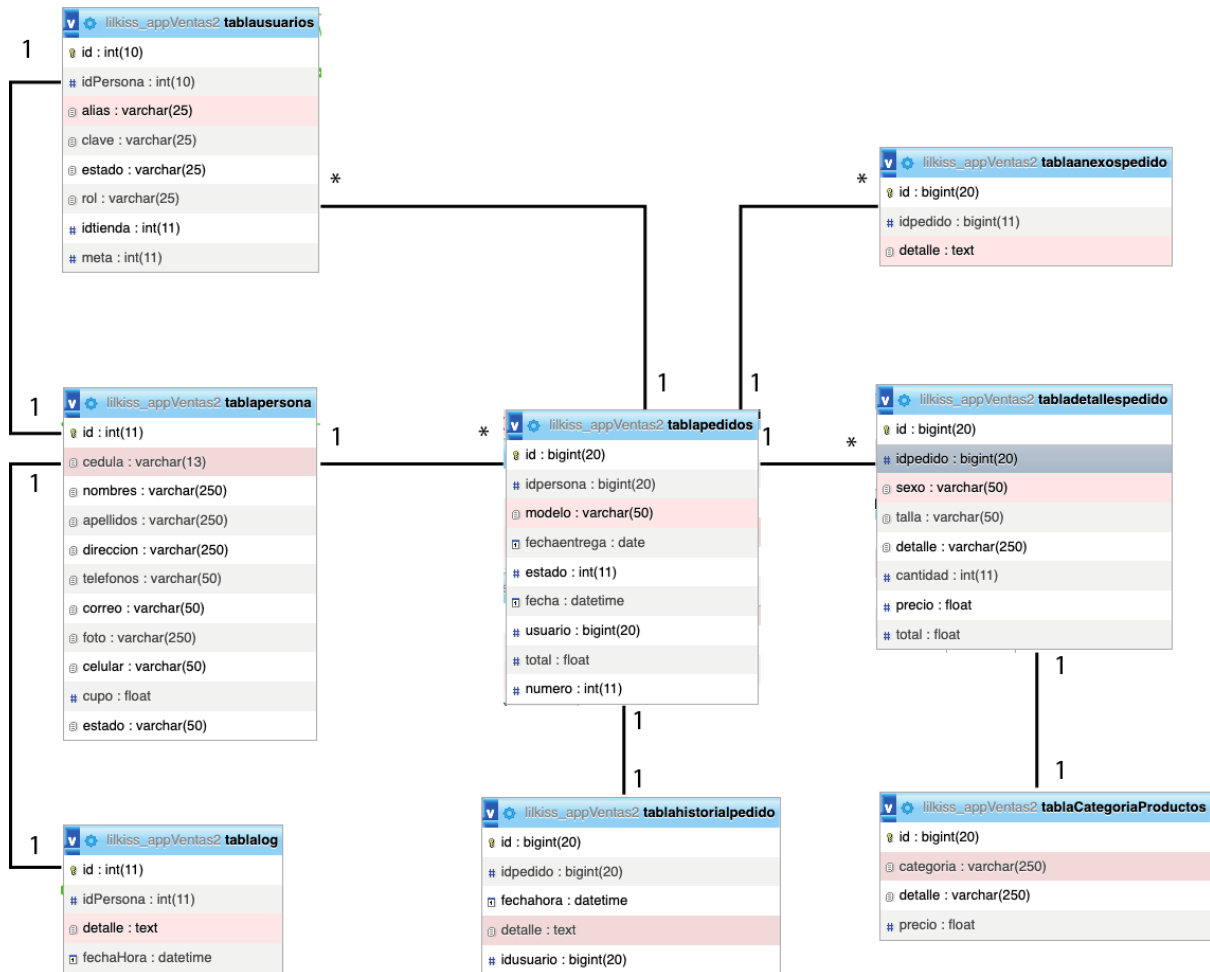 lilkiss_appVentas2 tablausuarios
id : int(10)
idPersona : int(10)
alias : varchar(25)
clave : varchar(25)
estado : varchar(25)
rol : varchar(25)
idtienda : int(11)
meta : int(11)
1
*
lilkiss_appVentas2 tablaanexospedido
id : bigint(20)
idpedido : bigint(11)
detalle : text
*
1
1
lilkiss_appVentas2 tablapersona
id : int(11)
cedula : varchar(13)
nombres : varchar(250)
apellidos : varchar(250)
direccion : varchar(250)
telefonos : varchar(50)
correo : varchar(50)
foto : varchar(250)
celular : varchar(50)
cupo : float
estado : varchar(50)
1
1
1
*
lilkiss_appVentas2 tablapedidos
id : bigint(20)
idpersona : bigint(20)
modelo : varchar(50)
fechaentrega : date
estado : int(11)
fecha : datetime
usuario : bigint(20)
total : float
numero : int(11)
1
*
lilkiss_appVentas2 tabladetallespedido
id : bigint(20)
idpedido : bigint(20)
sexo : varchar(50)
talla : varchar(50)
detalle : varchar(250)
cantidad : int(11)
precio : float
total : float
1
1
1
1
1
lilkiss_appVentas2 tablalog
id : int(11)
idPersona : int(11)
detalle : text
fechaHora : datetime
lilkiss_appVentas2 tablahistorialpedido
id : bigint(20)
idpedido : bigint(20)
fechahora : datetime
detalle : text
idusuario : bigint(20)
lilkiss_appVentas2 tablaCategoriaProductos
id : bigint(20)
categoria : varchar(250)
detalle : varchar(250)
precio : float